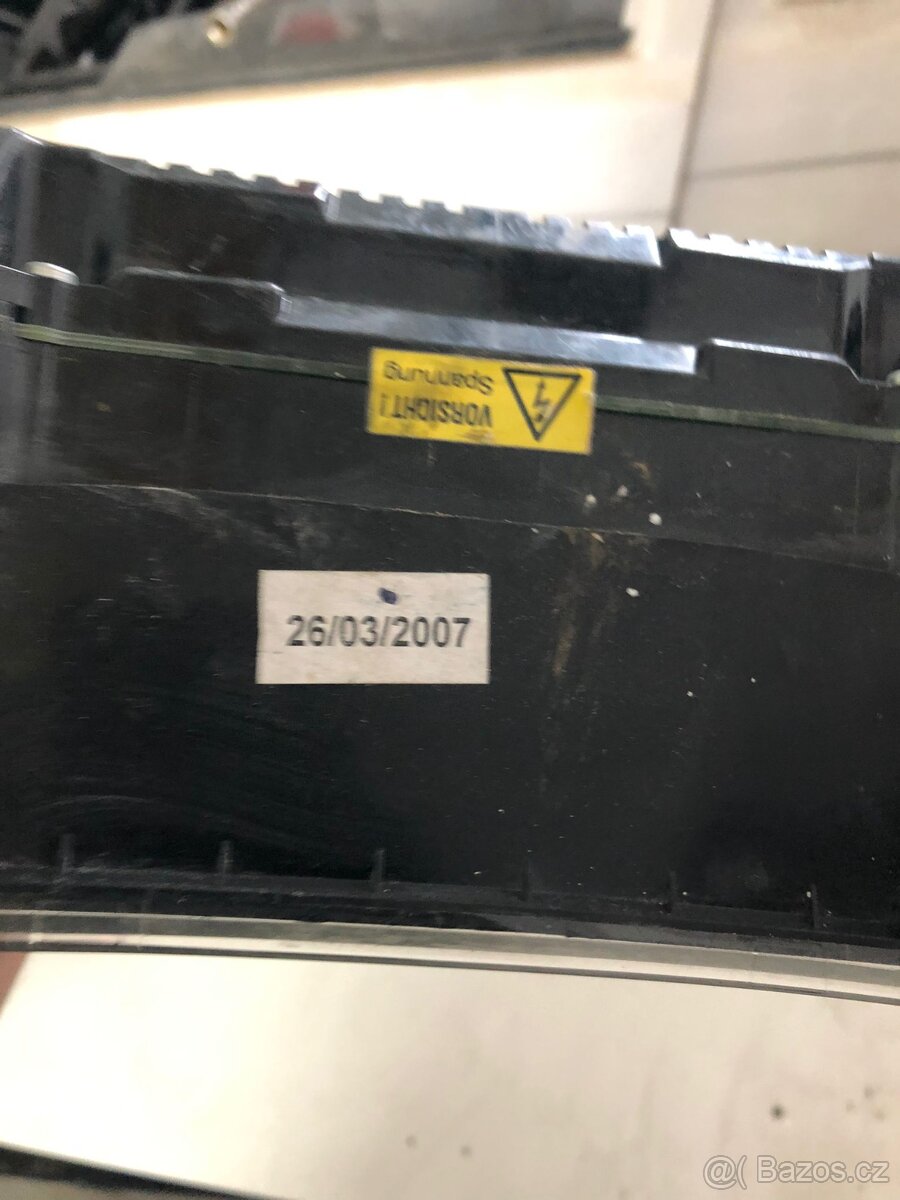 VORSICHT!
Spannung
26/03/2007
@( Bazos.cz